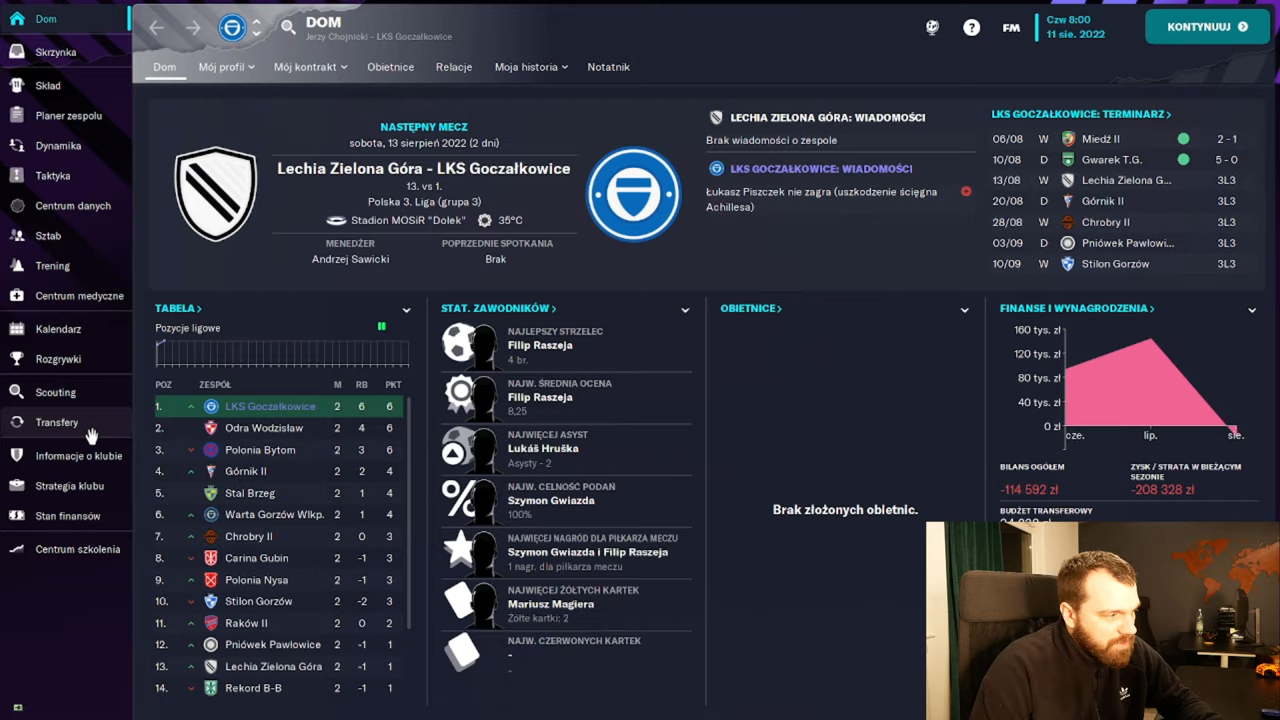 Dom
Skrzynka
Skład
Planer zespołu
Dynamika
Taktyka
Centrum danych
Sztab
Trening
Centrum medyczne
Kalendarz
Rozgrywki
Scouting
Transfery
Informacje o klubie
Strategia klubu
Stan finansów
Centrum szkolenia
DOM
Jerzy Chojnicki - LKS Goczałkowice
?
FM
Czw 8:00
11 sie. 2022
KONTYNUUJ
Dom
Mój profil
Mój kontrakt
Obietnice
Relacje
Moja historia
Notatnik
NASTĘPNY MECZ
sobota, 13 sierpień 2022 (2 dni)
Lechia Zielona Góra - LKS Goczałkowice
13. vs 1.
Polska 3. Liga (grupa 3)
Stadion MOSiR "Dołek" 35°C
MENEDŻER
Andrzej Sawicki
POPRZEDNIE SPOTKANIA
Brak
LECHIA ZIELONA GÓRA: WIADOMOŚCI
Brak wiadomości o zespole
LKS GOCZAŁKOWICE: WIADOMOŚCI
Łukasz Piszczek nie zagra (uszkodzenie ścięgna
Achillesa)
LKS GOCZAŁKOWICE: TERMINARZ
06/08 W Miedź II 2 - 1
10/08 D Gwarek T.G. 5 - 0
13/08 W Lechia Zielona G... 3L3
20/08 D Górnik II 3L3
28/08 W Chrobry II 3L3
03/09 D Pniówek Pawłowi... 3L3
10/09 W Stilon Gorzów 3L3
TABELA
Pozycje ligowe
POZ ZESPÓŁ M RB PKT
1. LKS Goczałkowice 2 6 6
2. Odra Wodzisław 2 4 6
3. Polonia Bytom 2 3 6
4. Górnik II 2 2 4
5. Stal Brzeg 2 1 4
6. Warta Gorzów Wlkp. 2 1 4
7. Chrobry II 2 0 3
8. Carina Gubin 2 -1 3
9. Polonia Nysa 2 -1 3
10. Stilon Gorzów 2 -2 3
11. Raków II 2 0 2
12. Pniówek Pawłowice 2 -1 1
13. Lechia Zielona Góra 2 -1 1
14. Rekord B-B 2 -1 1
STAT. ZAWODNIKÓW
NAJLEPSZY STRZELEC
Filip Raszeja
4 br.
NAJW. ŚREDNIA OCENA
Filip Raszeja
8,25
NAJWIĘCEJ ASYST
Lukáš Hruška
Asysty - 2
NAJW. CELNOŚĆ PODAŃ
Szymon Gwiazda
100%
NAJWIĘCEJ NAGRÓD DLA PIŁKARZA MECZU
Szymon Gwiazda i Filip Raszeja
1 nagr. dla piłkarza meczu
NAJWIĘCEJ ŻÓŁTYCH KARTEK
Mariusz Magiera
Żółte kartki: 2
NAJW. CZERWONYCH KARTEK
-
-
OBIETNICE
Brak złożonych obietnic.
FINANSE I WYNAGRODZENIA
160 tys. zł
120 tys. zł
80 tys. zł
40 tys. zł
0 zł
cze. lip. sie.
BILANS OGÓŁEM
-114 592 zł
ZYSK / STRATA W BIEŻĄCYM
SEZONIE
-208 328 zł
BUDŻET TRANSFEROWY